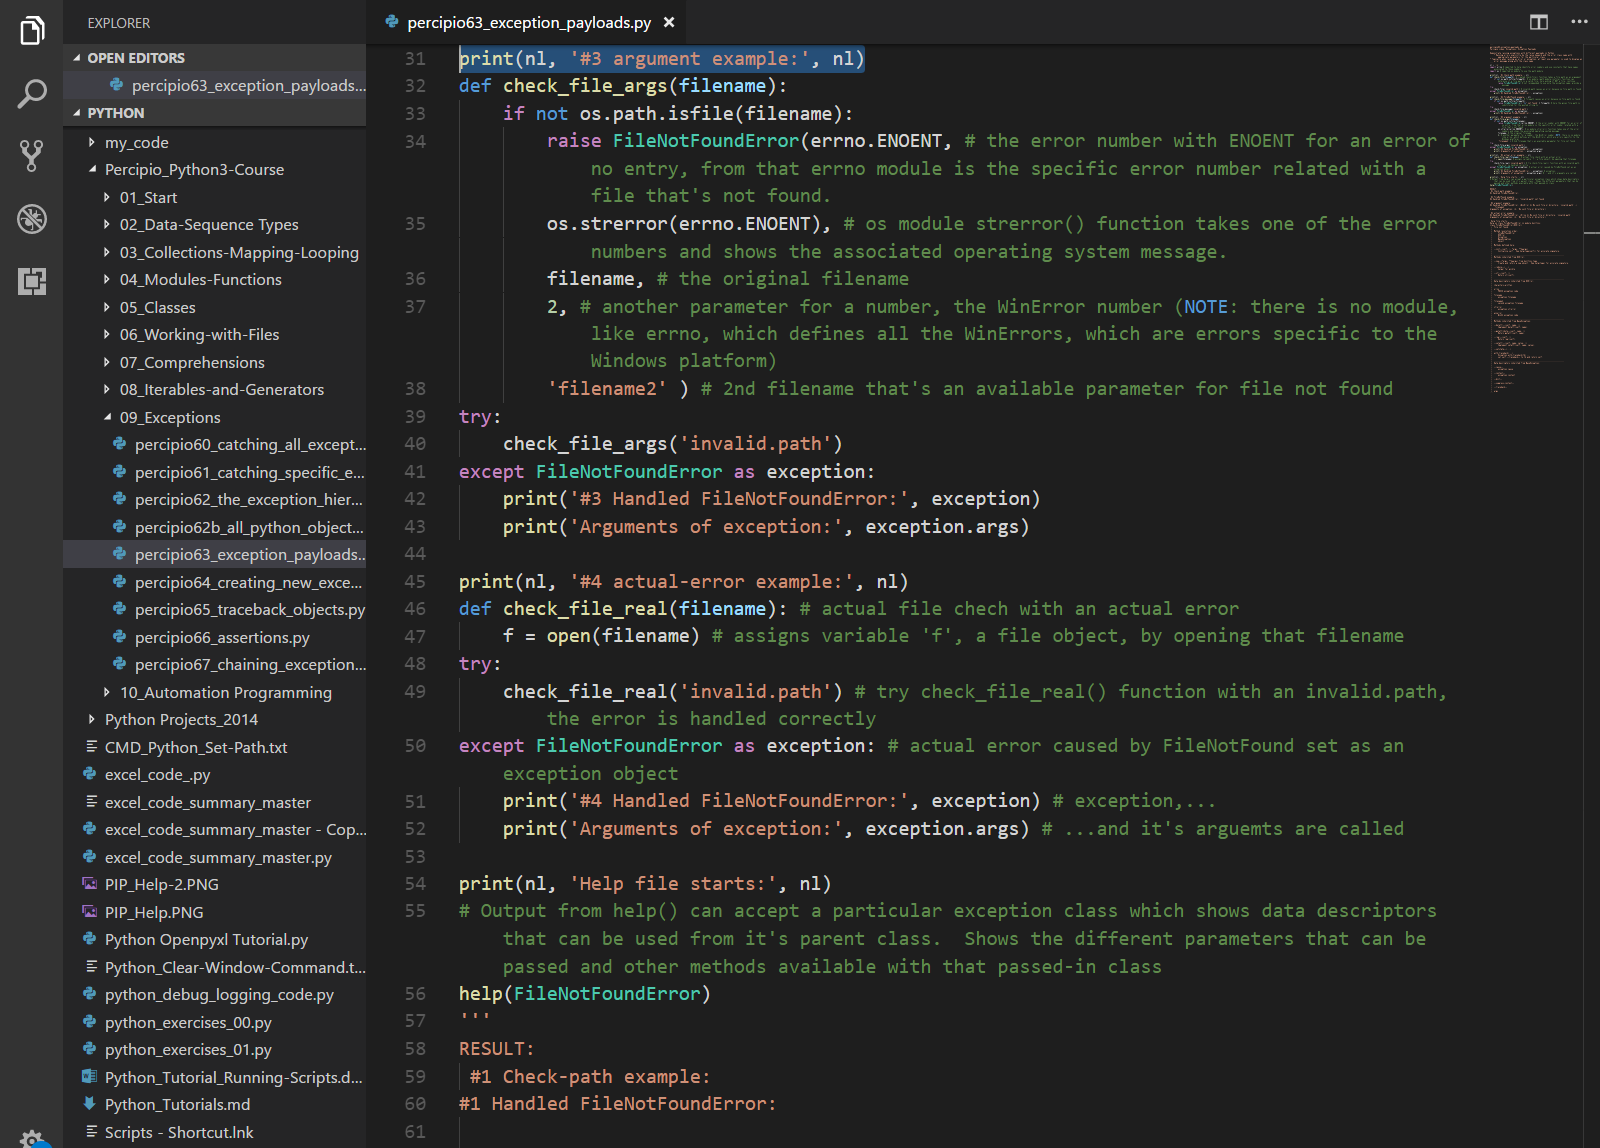 EXPLORER
OPEN EDITORS
percipio63_exception_payloads...
PYTHON
my_code
Percipio_Python3-Course
01_Start
02_Data-Sequence Types
03_Collections-Mapping-Looping
04_Modules-Functions
05_Classes
06_Working-with-Files
07_Comprehensions
08_Iterables-and-Generators
09_Exceptions
percipio60_catching_all_except...
percipio61_catching_specific_e...
percipio62_the_exception_hier...
percipio62b_all_python_object...
percipio63_exception_payloads...
percipio64_creating_new_exce...
percipio65_traceback_objects.py
percipio66_assertions.py
percipio67_chaining_exception...
10_Automation Programming
Python Projects_2014
CMD_Python_Set-Path.txt
excel_code_.py
excel_code_summary_master
excel_code_summary_master - Cop...
excel_code_summary_master.py
PIP_Help-2.PNG
PIP_Help.PNG
Python Openpyxl Tutorial.py
Python_Clear-Window-Command.t...
python_debug_logging_code.py
python_exercises_00.py
python_exercises_01.py
Python_Tutorial_Running-Scripts.d...
Python_Tutorials.md
Scripts - Shortcut.lnk
percipio63_exception_payloads.py
31 print(nl, '#3 argument example:', nl)
32 def check_file_args(filename):
33 if not os.path.isfile(filename):
34 raise FileNotFoundError(errno.ENOENT, # the error number with ENOENT for an error of
no entry, from that errno module is the specific error number related with a
file that's not found.
35 os.strerror(errno.ENOENT), # os module strerror() function takes one of the error
numbers and shows the associated operating system message.
36 filename, # the original filename
37 2, # another parameter for a number, the WinError number (NOTE: there is no module,
like errno, which defines all the WinErrors, which are errors specific to the
Windows platform)
38 'filename2' ) # 2nd filename that's an available parameter for file not found
39 try:
40 check_file_args('invalid.path')
41 except FileNotFoundError as exception:
42 print('#3 Handled FileNotFoundError:', exception)
43 print('Arguments of exception:', exception.args)
44
45 print(nl, '#4 actual-error example:', nl)
46 def check_file_real(filename): # actual file chech with an actual error
47 f = open(filename) # assigns variable 'f', a file object, by opening that filename
48 try:
49 check_file_real('invalid.path') # try check_file_real() function with an invalid.path,
the error is handled correctly
50 except FileNotFoundError as exception: # actual error caused by FileNotFound set as an
exception object
51 print('#4 Handled FileNotFoundError:', exception) # exception,...
52 print('Arguments of exception:', exception.args) # ...and it's arguemts are called
53
54 print(nl, 'Help file starts:', nl)
55 # Output from help() can accept a particular exception class which shows data descriptors
that can be used from it's parent class.  Shows the different parameters that can be
passed and other methods available with that passed-in class
56 help(FileNotFoundError)
57 '''
58 RESULT:
59 #1 Check-path example:
60 #1 Handled FileNotFoundError:
61